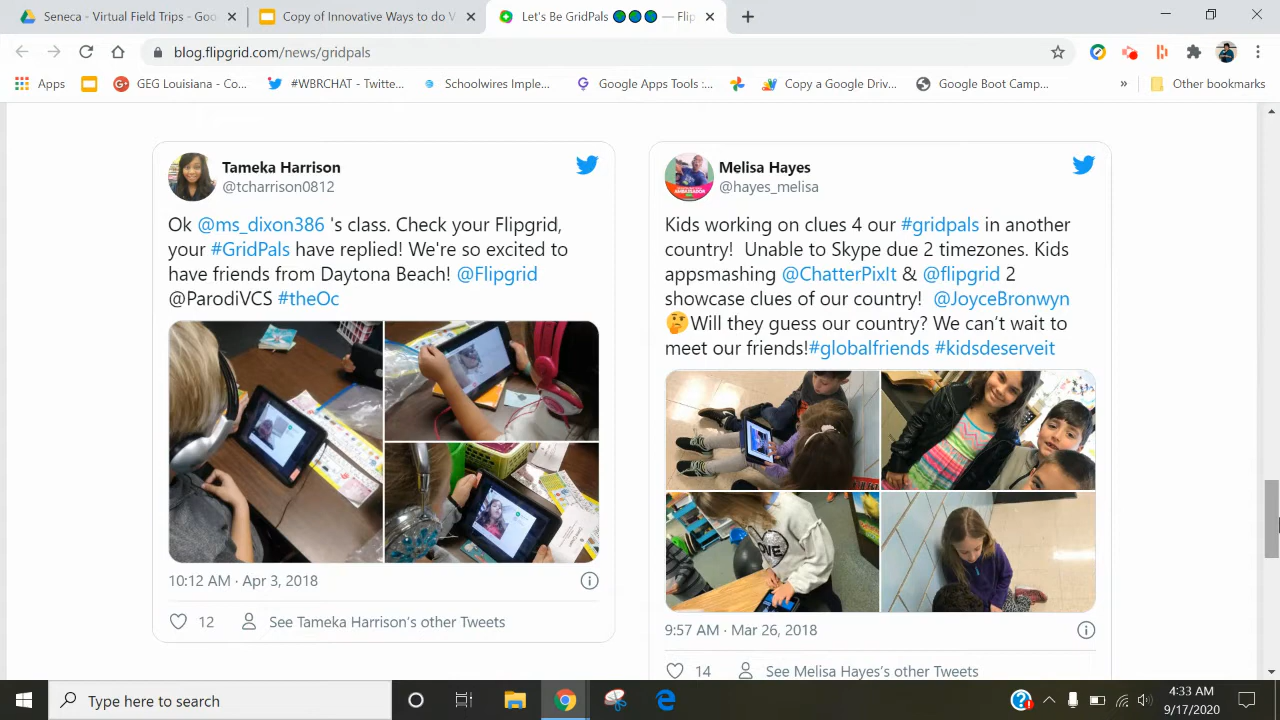 Seneca - Virtual Field Trips - Goo
Copy of Innovative Ways to do V
Let's Be GridPals 🌎🌎🌎 — Flip
blog.flipgrid.com/news/gridpals
Apps
GEG Louisiana - Co...
#WBRCHAT - Twitte...
Schoolwires Imple...
Google Apps Tools :...
Copy a Google Driv...
Google Boot Camp...
»
Other bookmarks
Tameka Harrison
@tcharrison0812
Ok @ms_dixon386 's class. Check your Flipgrid,
your #GridPals have replied! We're so excited to
have friends from Daytona Beach! @Flipgrid
@ParodiVCS #theOc
10:12 AM · Apr 3, 2018
12
See Tameka Harrison's other Tweets
Melisa Hayes
@hayes_melisa
Kids working on clues 4 our #gridpals in another
country! Unable to Skype due 2 timezones. Kids
appsmashing @ChatterPixIt & @flipgrid 2
showcase clues of our country! @JoyceBronwyn
🤔Will they guess our country? We can't wait to
meet our friends!#globalfriends #kidsdeserveit
9:57 AM · Mar 26, 2018
14
See Melisa Hayes's other Tweets
Type here to search
4:33 AM
9/17/2020